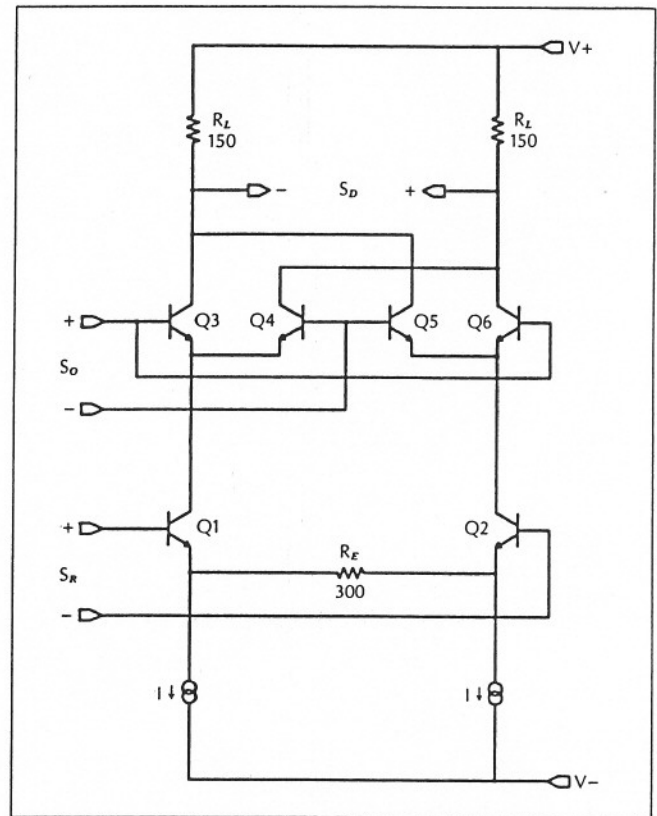 V+
R_L
150
R_L
150
−
S_D
+
+
Q3
Q4
Q5
Q6
S_O
−
+
Q1
Q2
R_E
300
S_R
−
I↓
I↓
V−